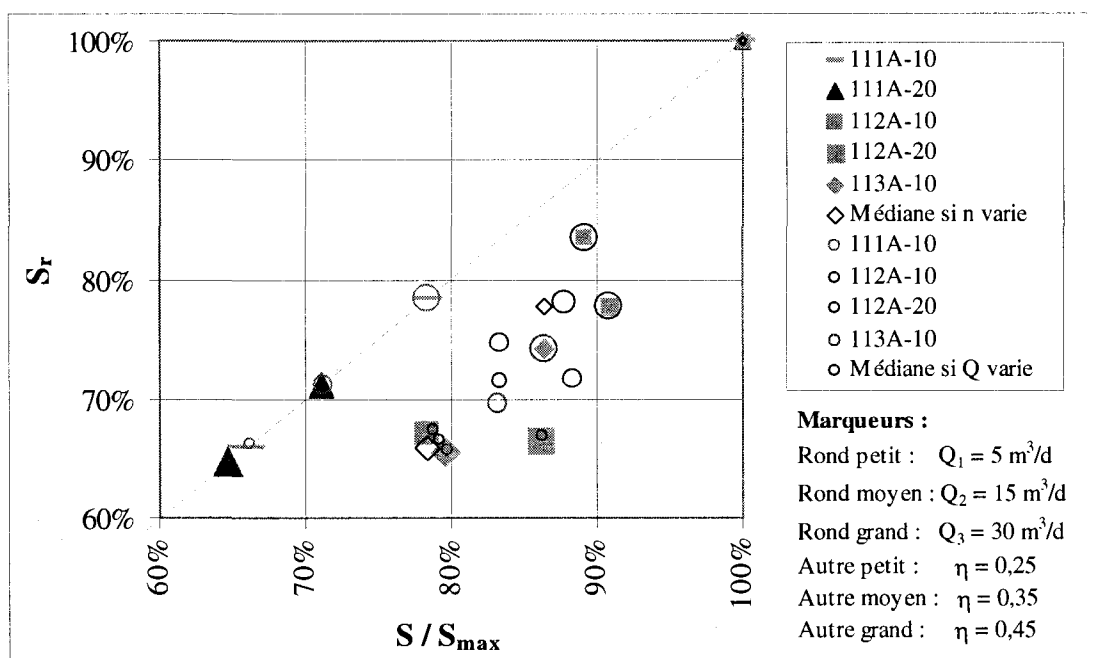 100%
90%
80%
70%
60%
S_r
60%
70%
80%
90%
100%
S / S_max
111A-10
111A-20
112A-10
112A-20
113A-10
Médiane si n varie
111A-10
112A-10
112A-20
113A-10
Médiane si Q varie
Marqueurs :
Rond petit : Q₁ = 5 m³/d
Rond moyen : Q₂ = 15 m³/d
Rond grand : Q₃ = 30 m³/d
Autre petit : η = 0,25
Autre moyen : η = 0,35
Autre grand : η = 0,45